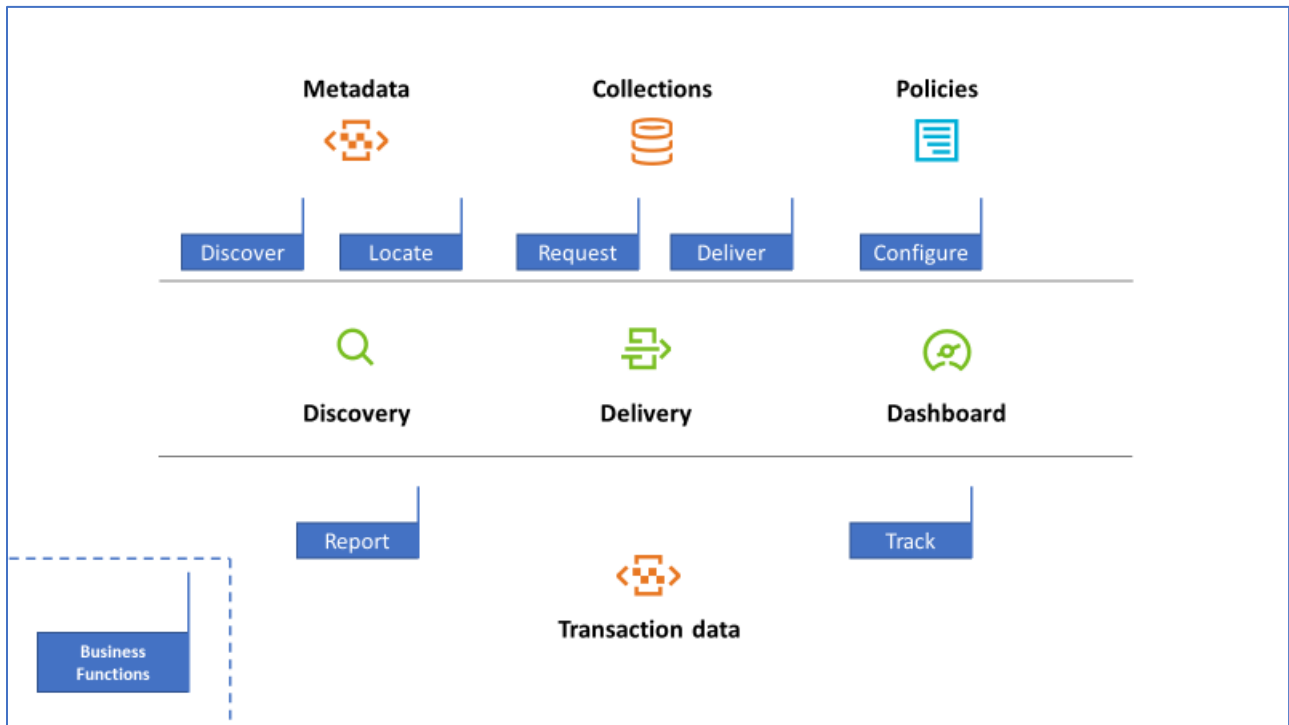 Metadata
Collections
Policies
Discover
Locate
Request
Deliver
Configure
Discovery
Delivery
Dashboard
Report
Track
Transaction data
Business
Functions